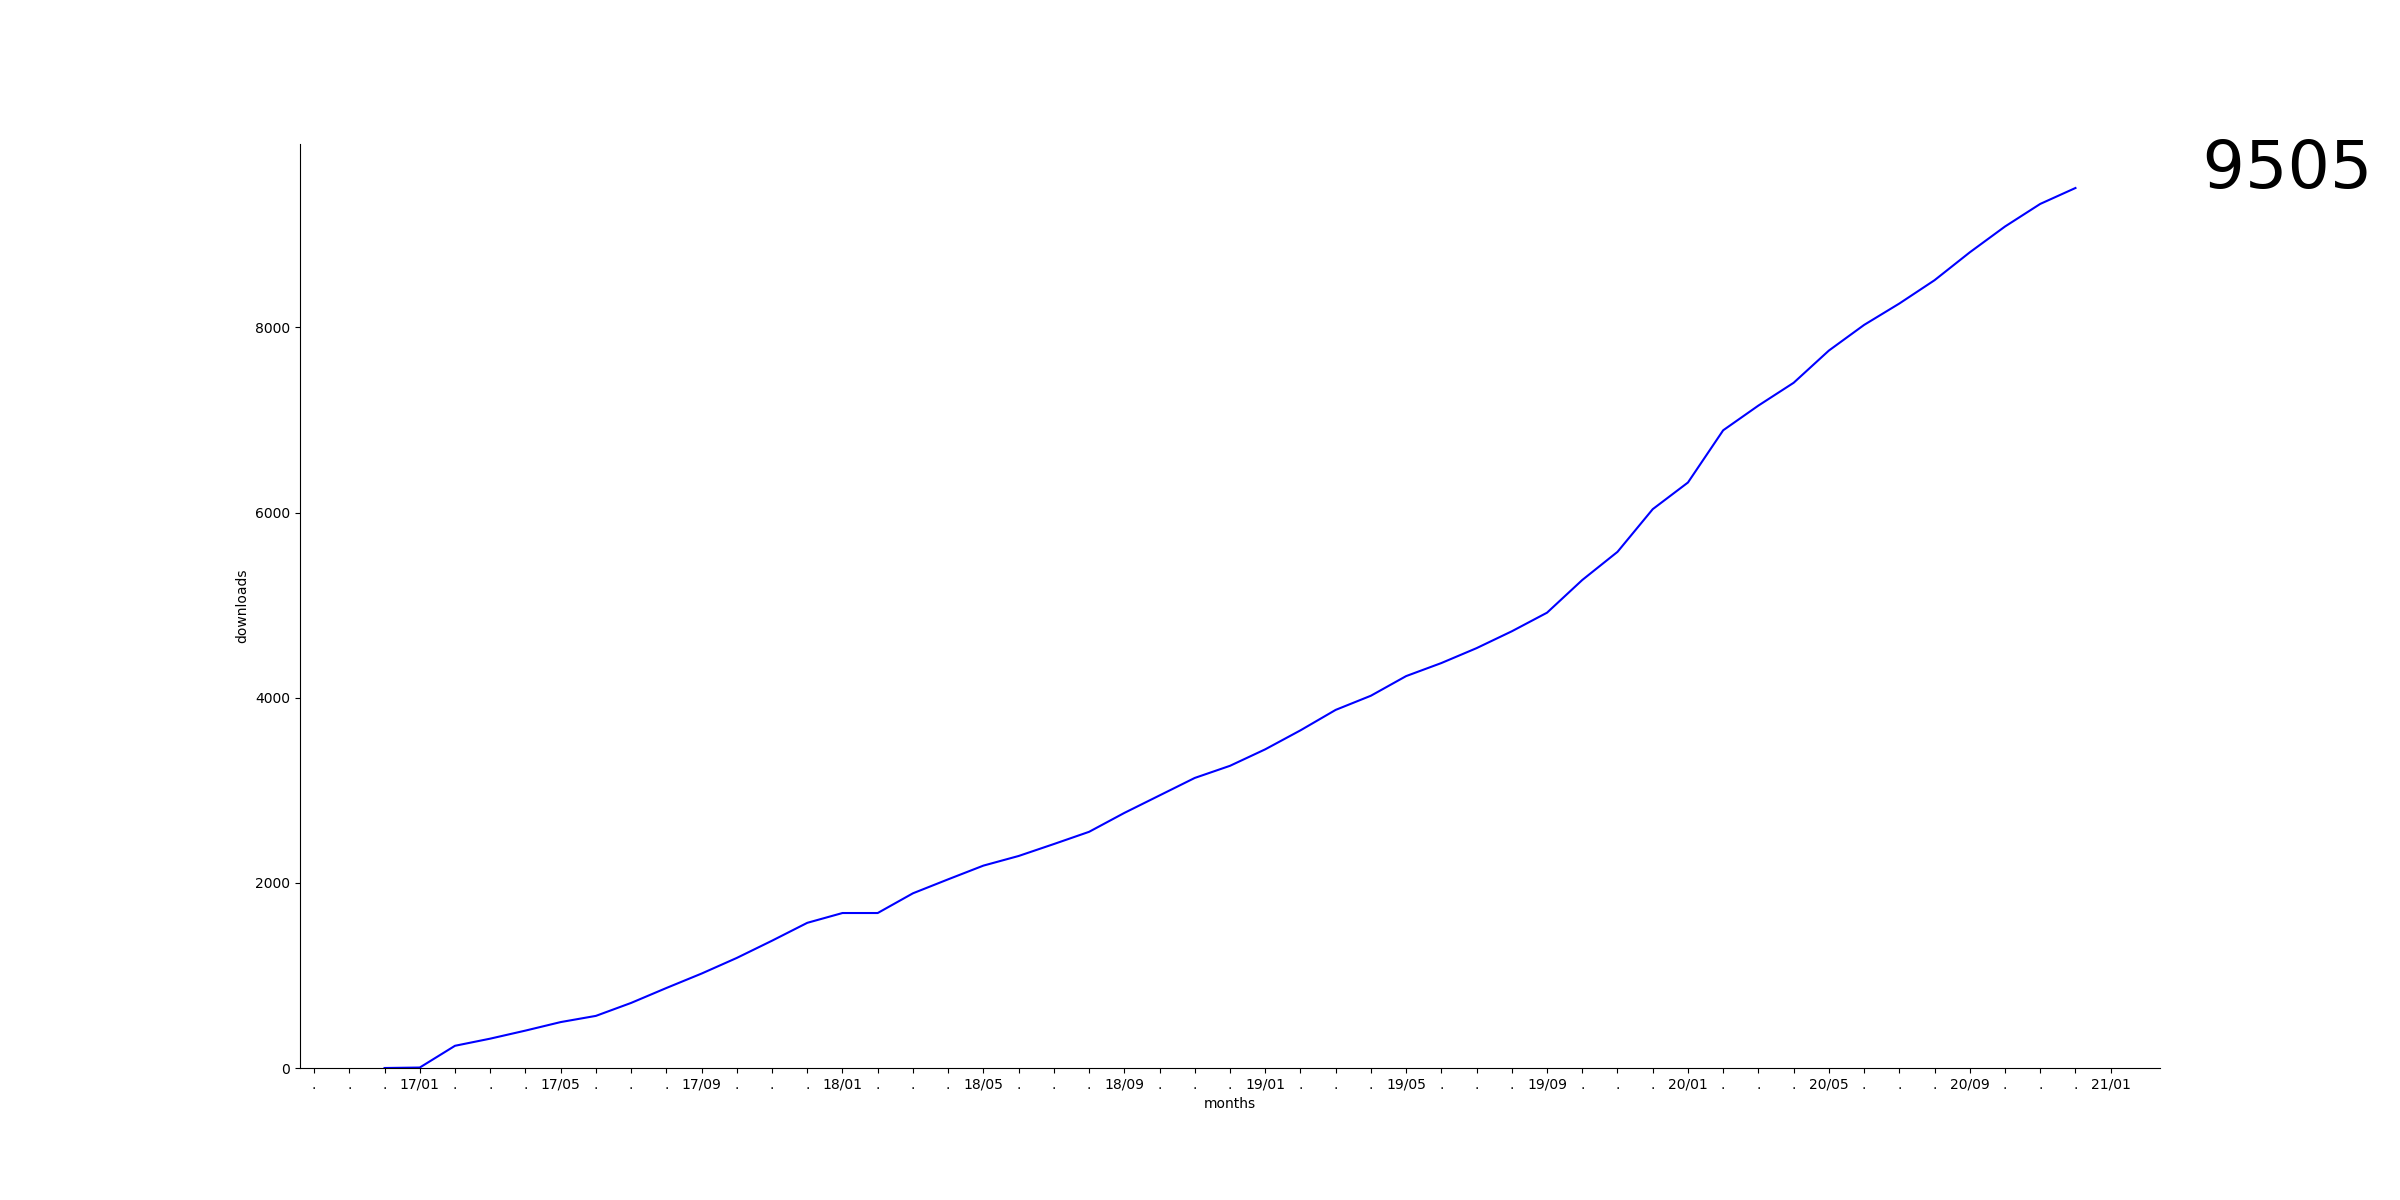 9505
8000
6000
4000
2000
0
downloads
. . . 17/01 . . . 17/05 . . . 17/09 . . . 18/01 . . . 18/05 . . . 18/09 . . . 19/01 . . . 19/05 . . . 19/09 . . . 20/01 . . . 20/05 . . . 20/09 . . . 21/01
months